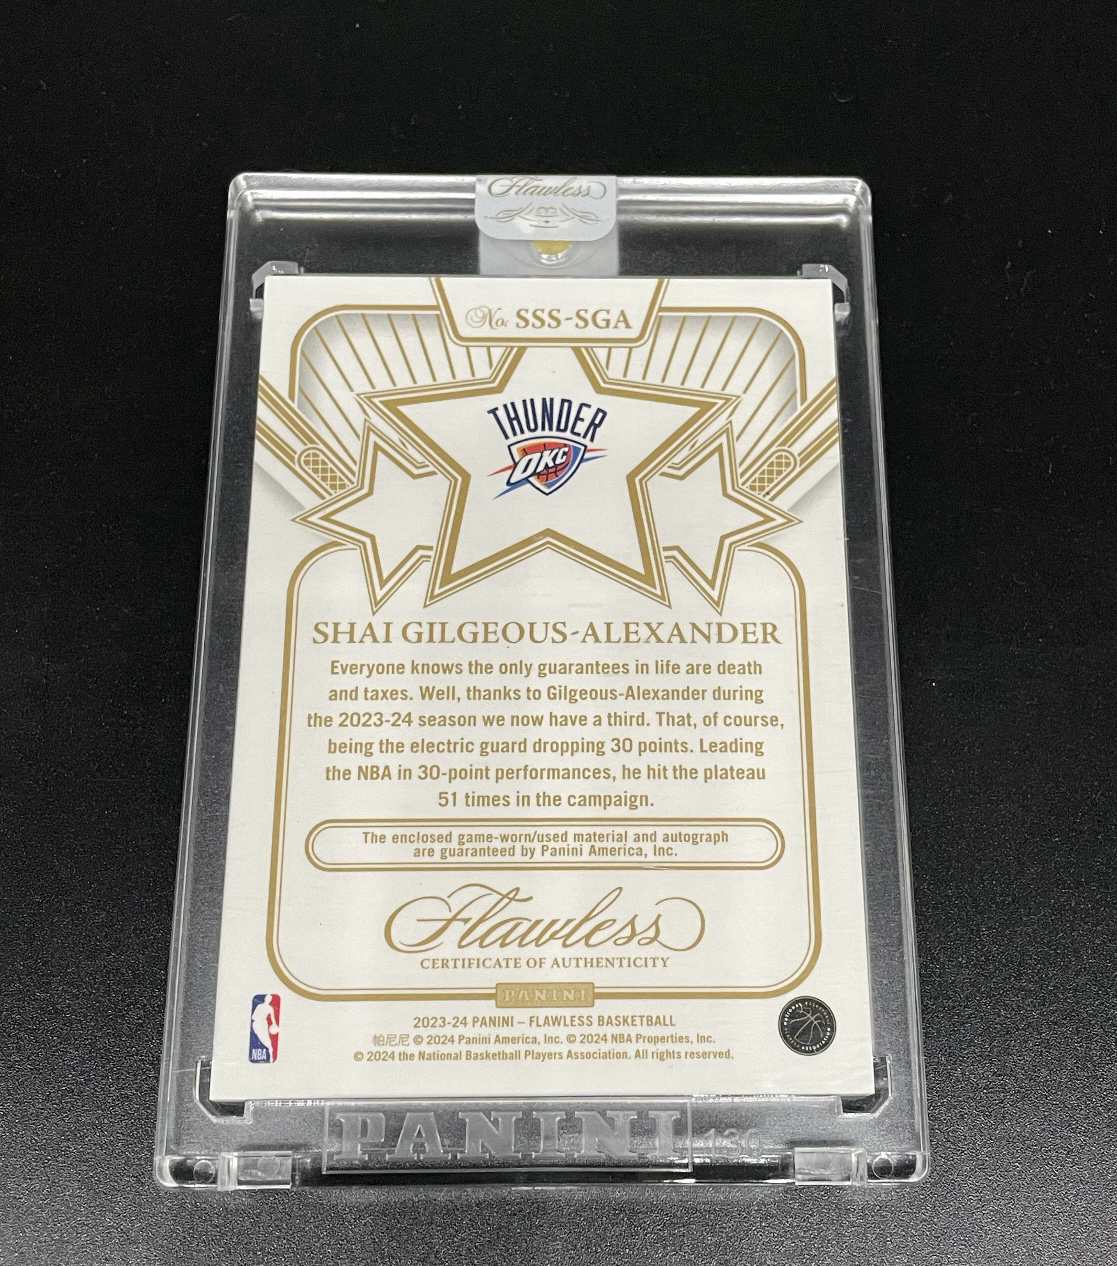 Flawless
No. SSS-SGA
THUNDER
OKC
SHAI GILGEOUS-ALEXANDER
Everyone knows the only guarantees in life are death
and taxes. Well, thanks to Gilgeous-Alexander during
the 2023-24 season we now have a third. That, of course,
being the electric guard dropping 30 points. Leading
the NBA in 30-point performances, he hit the plateau
51 times in the campaign.
The enclosed game-worn/used material and autograph
are guaranteed by Panini America, Inc.
Flawless
CERTIFICATE OF AUTHENTICITY
PANINI
2023-24 PANINI – FLAWLESS BASKETBALL
帕尼尼 © 2024 Panini America, Inc. © 2024 NBA Properties, Inc.
© 2024 the National Basketball Players Association. All rights reserved.
NBA
PANINI
130